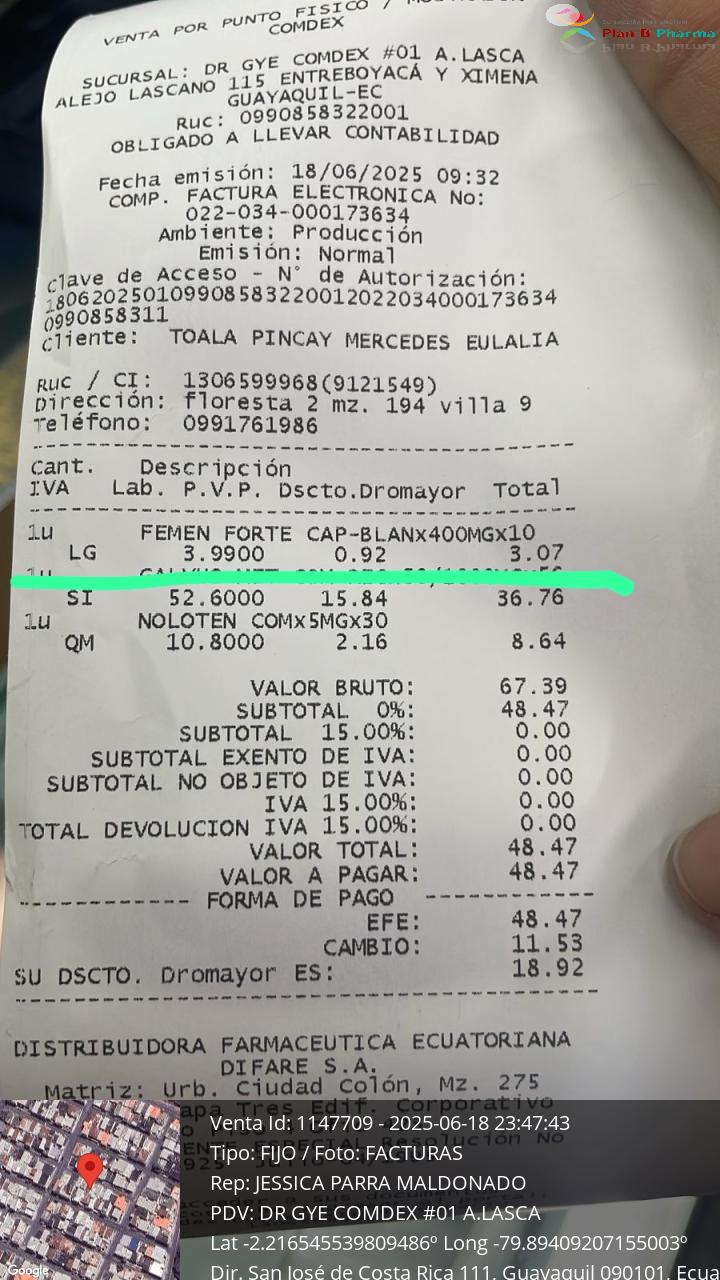 VENTA POR PUNTO FISICO /
COMDEX
Plan B Pharma
SUCURSAL: DR GYE COMDEX #01 A.LASCA
ALEJO LASCANO 115 ENTREBOYACÁ Y XIMENA
GUAYAQUIL-EC
Ruc: 0990858322001
OBLIGADO A LLEVAR CONTABILIDAD
Fecha emisión: 18/06/2025 09:32
COMP. FACTURA ELECTRONICA No:
022-034-000173634
Ambiente: Producción
Emisión: Normal
Clave de Acceso - N° de Autorización:
180620250109908583220012022034000173634
0990858311
Cliente: TOALA PINCAY MERCEDES EULALIA
Ruc / CI: 1306599968(9121549)
Dirección: floresta 2 mz. 194 villa 9
Teléfono: 0991761986
Cant. Descripción
IVA Lab. P.V.P. Dscto.Dromayor Total
1u FEMEN FORTE CAP-BLANx400MGx10
LG 3.9900 0.92 3.07
SI 52.6000 15.84 36.76
1u NOLOTEN COMx5MGx30
QM 10.8000 2.16 8.64
VALOR BRUTO: 67.39
SUBTOTAL 0%: 48.47
SUBTOTAL 15.00%: 0.00
SUBTOTAL EXENTO DE IVA: 0.00
SUBTOTAL NO OBJETO DE IVA: 0.00
IVA 15.00%: 0.00
TOTAL DEVOLUCION IVA 15.00%: 0.00
VALOR TOTAL: 48.47
VALOR A PAGAR: 48.47
------------ FORMA DE PAGO ------------
EFE: 48.47
CAMBIO: 11.53
SU DSCTO. Dromayor ES: 18.92
DISTRIBUIDORA FARMACEUTICA ECUATORIANA
DIFARE S.A.
Matriz: Urb. Ciudad Colón, Mz. 275
Tres Edif. Corporativo
Resolución No
Venta Id: 1147709 - 2025-06-18 23:47:43
Tipo: FIJO / Foto: FACTURAS
Rep: JESSICA PARRA MALDONADO
PDV: DR GYE COMDEX #01 A.LASCA
Lat -2.216545539809486º Long -79.89409207155003º
Dir. San José de Costa Rica 111, Guayaquil 090101, Ecua
Google